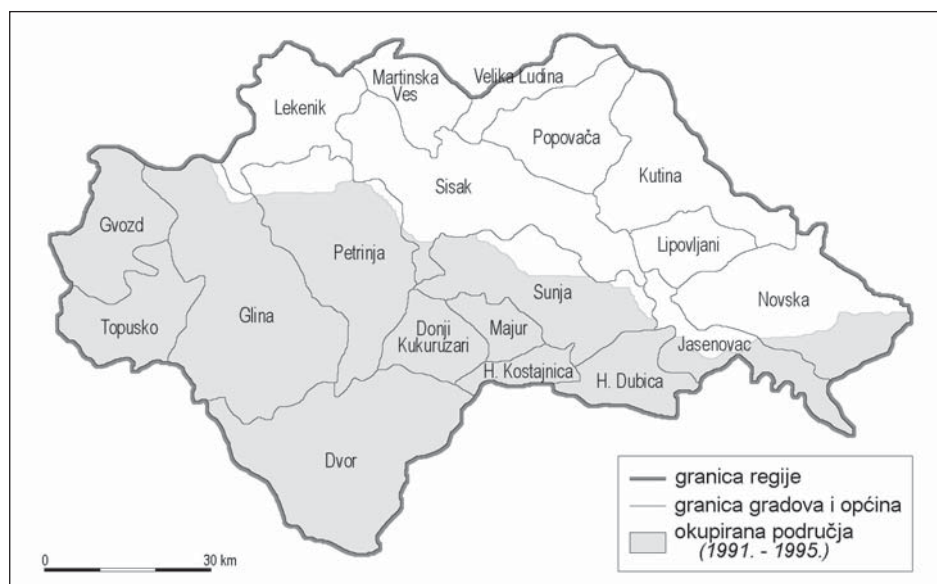 Velika Ludina
Martinska
Ves
Lekenik
Popovača
Kutina
Sisak
Gvozd
Petrinja
Lipovljani
Sunja
Novska
Topusko
Glina
Donji
Kukuruzari
Majur
Jasenovac
H. Kostajnica
H. Dubica
Dvor
granica regije
granica gradova i općina
okupirana područja
(1991. - 1995.)
0 30 km